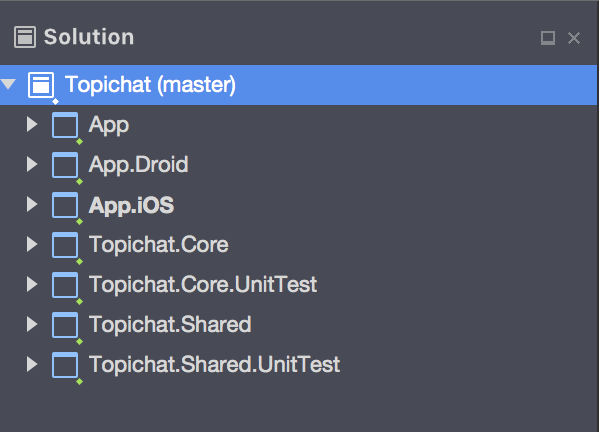 Solution
Topichat (master)
App
App.Droid
App.iOS
Topichat.Core
Topichat.Core.UnitTest
Topichat.Shared
Topichat.Shared.UnitTest